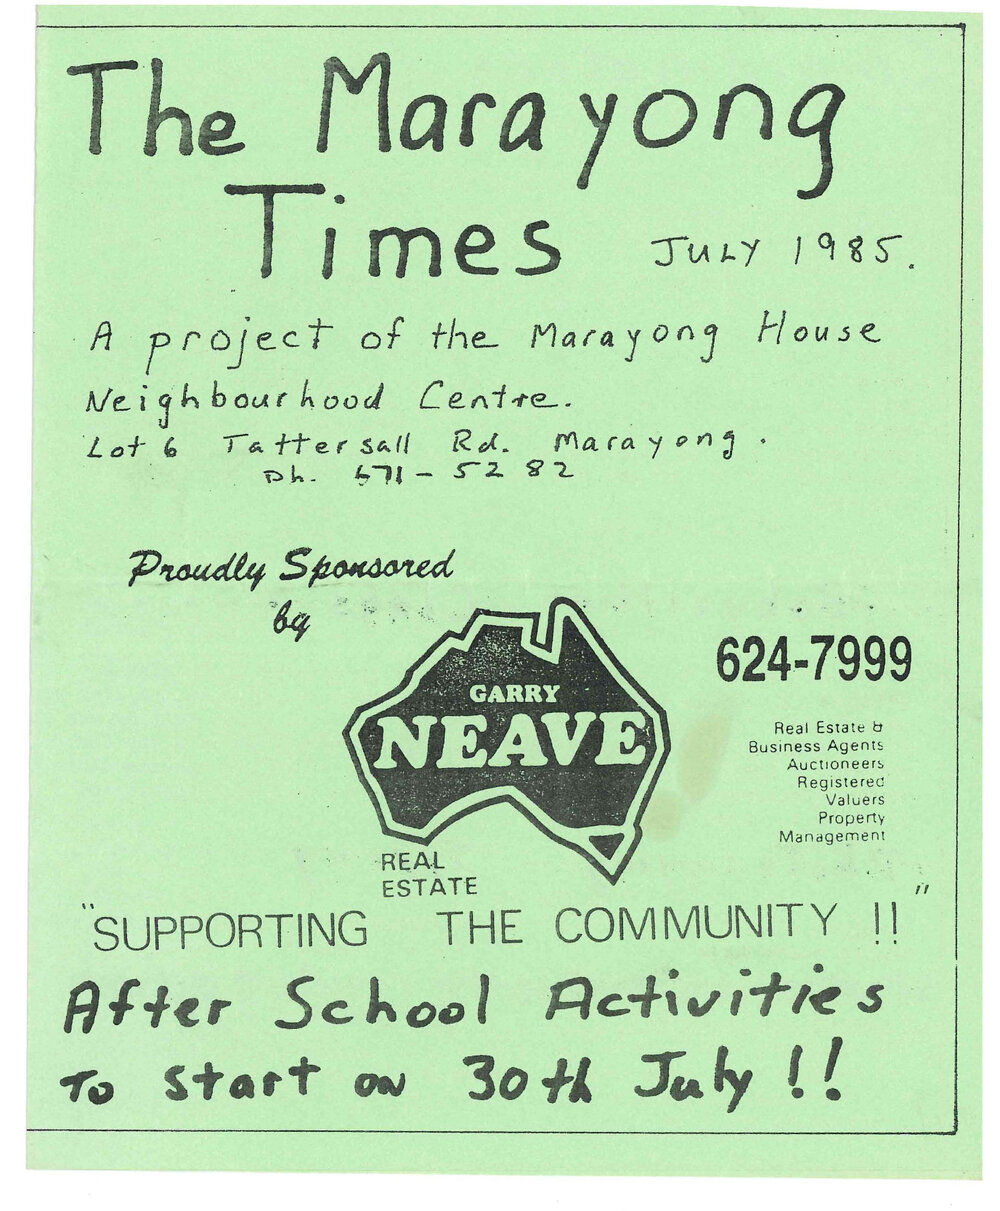 The Marayong
Times JULY 1985.
A project of the Marayong House
Neighbourhood Centre.
Lot 6 Tattersall Rd. Marayong.
Ph. 671-5282
Proudly Sponsored
by
GARRY
NEAVE
REAL
ESTATE
624-7999
Real Estate &
Business Agents
Auctioneers
Registered
Valuers
Property
Management
"SUPPORTING THE COMMUNITY !!"
After School Activities
To start on 30th July !!